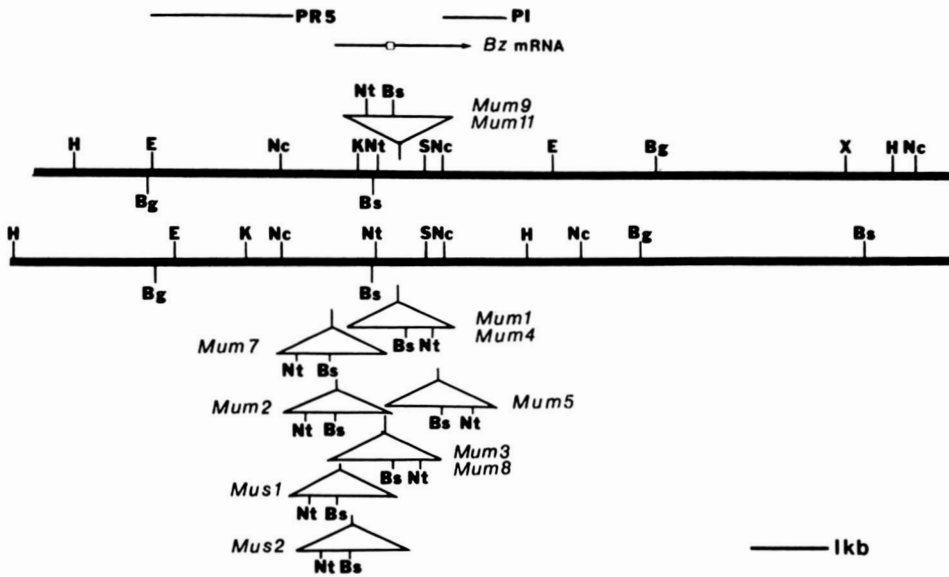 PR5 PI
Bz mRNA
Nt Bs Mum9
Mum11
H E Nc K Nt S Nc E Bg X H Nc
Bg Bs
H E K Nc Nt S Nc H Nc Bg Bs
Bg Bs
Mum1
Mum4
Bs Nt
Mum7
Nt Bs
Mum2 Mum5
Nt Bs Bs Nt
Mum3
Mum8
Bs Nt
Mus1
Nt Bs
Mus2
Nt Bs
1kb